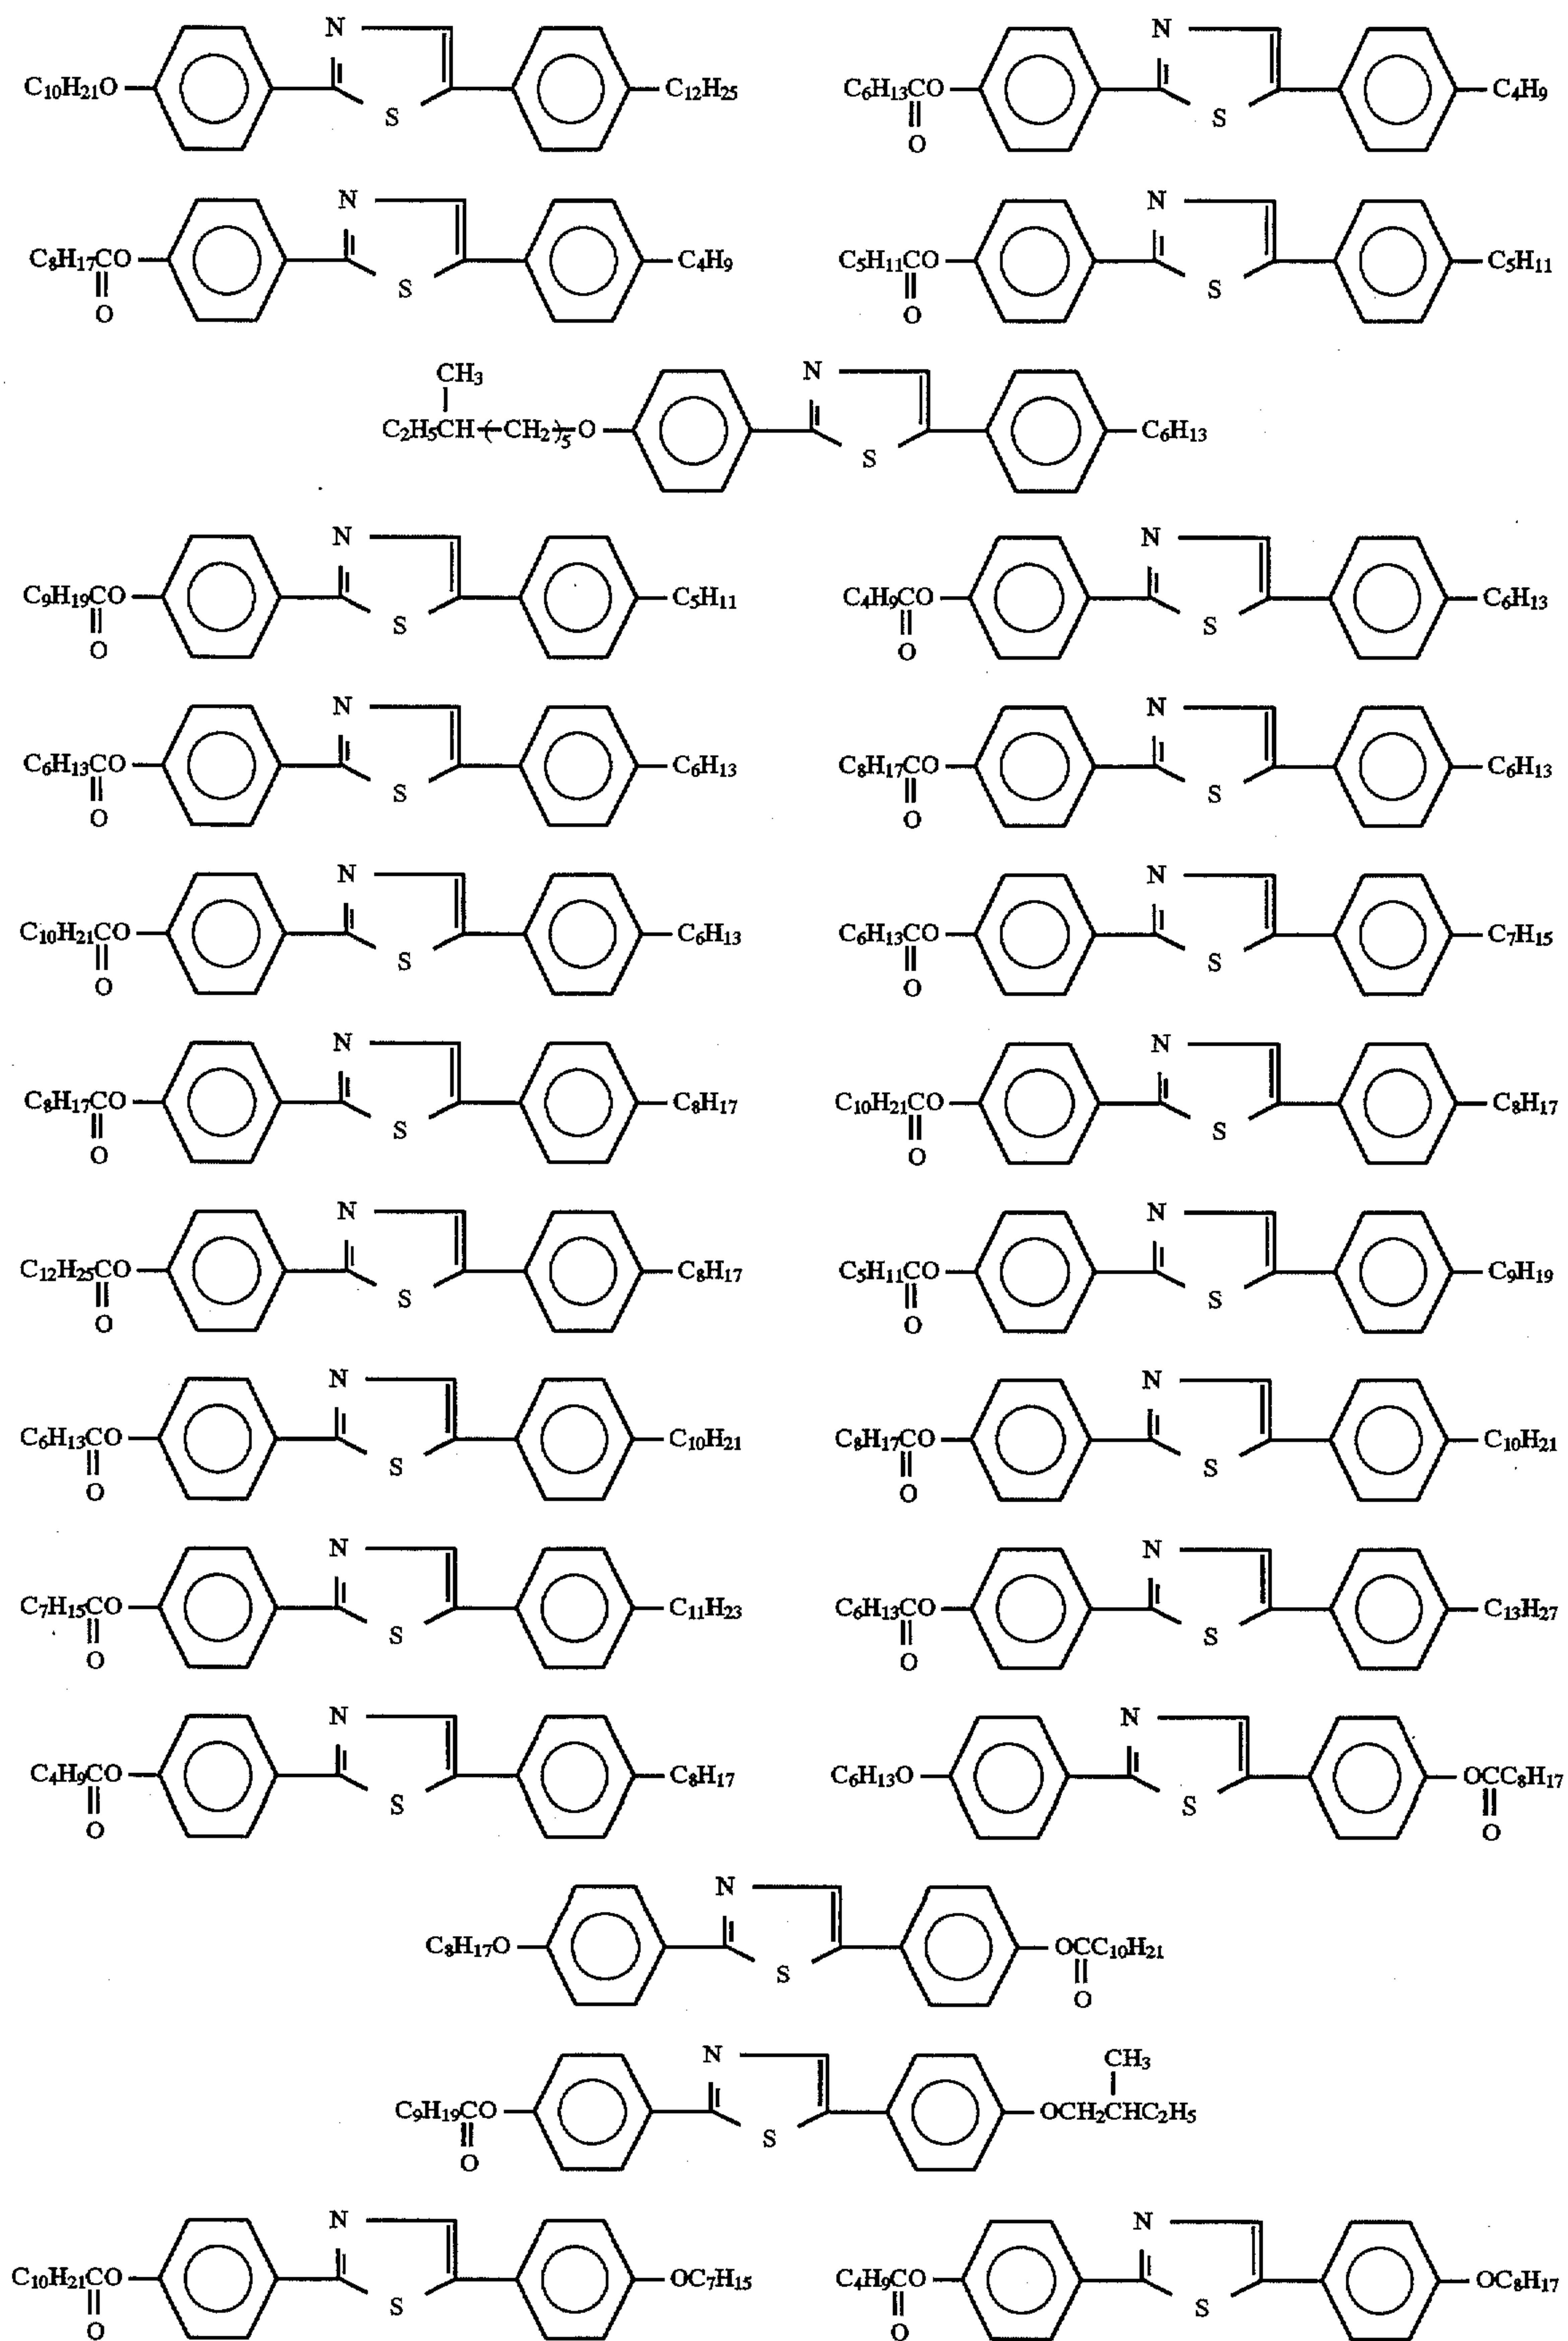 N N
C10H21O S C12H25 C6H13CO S C4H9
O
N N
C8H17CO S C4H9 C5H11CO S C5H11
O O
CH3 N
C2H5CH(CH2)5O S C6H13
N N
C9H19CO S C5H11 C4H9CO S C6H13
O O
N N
C6H13CO S C6H13 C8H17CO S C6H13
O O
N N
C10H21CO S C6H13 C6H13CO S C7H15
O O
N N
C8H17CO S C8H17 C10H21CO S C8H17
O O
N N
C12H25CO S C8H17 C5H11CO S C9H19
O O
N N
C6H13CO S C10H21 C8H17CO S C10H21
O O
N N
C7H15CO S C11H23 C6H13CO S C13H27
O O
N N
C4H9CO S C8H17 C6H13O S OCC8H17
O O
N
C8H17O S OCC10H21
O
N CH3
C9H19CO S OCH2CHC2H5
O
N N
C10H21CO S OC7H15 C4H9CO S OC8H17
O O